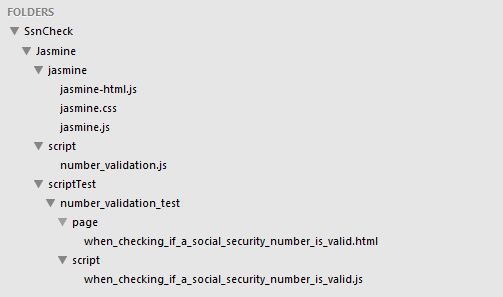 FOLDERS
SsnCheck
Jasmine
jasmine
jasmine-html.js
jasmine.css
jasmine.js
script
number_validation.js
scriptTest
number_validation_test
page
when_checking_if_a_social_security_number_is_valid.html
script
when_checking_if_a_social_security_number_is_valid.js